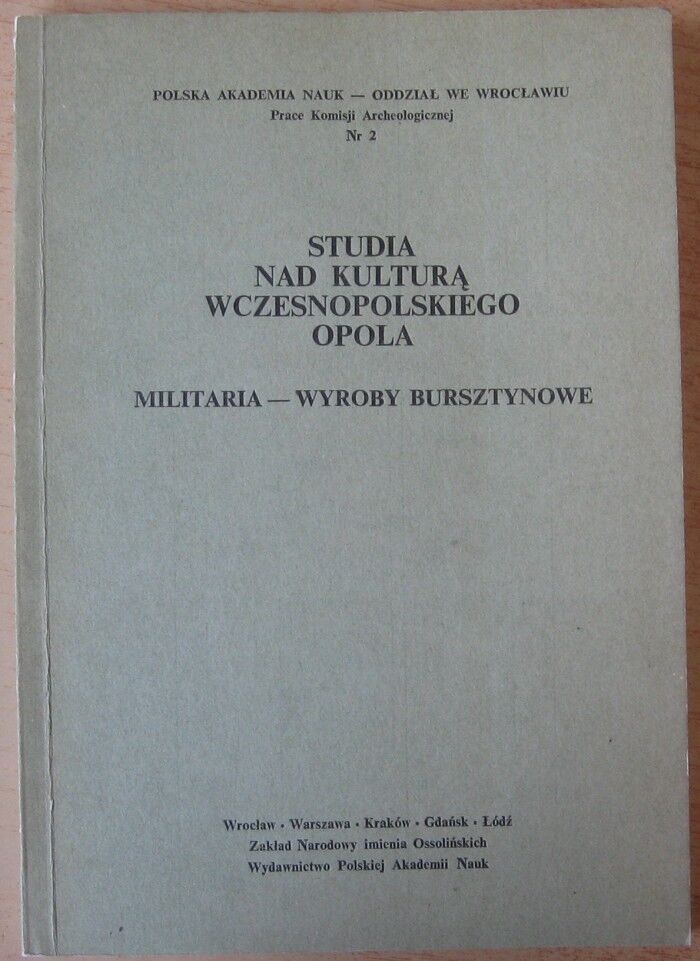 POLSKA AKADEMIA NAUK — ODDZIAŁ WE WROCŁAWIU
Prace Komisji Archeologicznej
Nr 2
STUDIA
NAD KULTURĄ
WCZESNOPOLSKIEGO
OPOLA
MILITARIA — WYROBY BURSZTYNOWE
Wrocław · Warszawa · Kraków · Gdańsk · Łódź
Zakład Narodowy imienia Ossolińskich
Wydawnictwo Polskiej Akademii Nauk